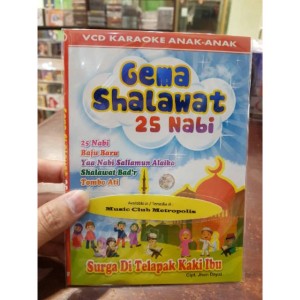 VCD KARAOKE ANAK-ANAK
Gema
Shalawat
25 Nabi
25 Nabi
Baju Baru
Yaa Nabi Sallamun Alaika
Shalawat Bad'r
Tombo Ati
Music Club Metropolis
Surga Di Telapak Kaki Ibu